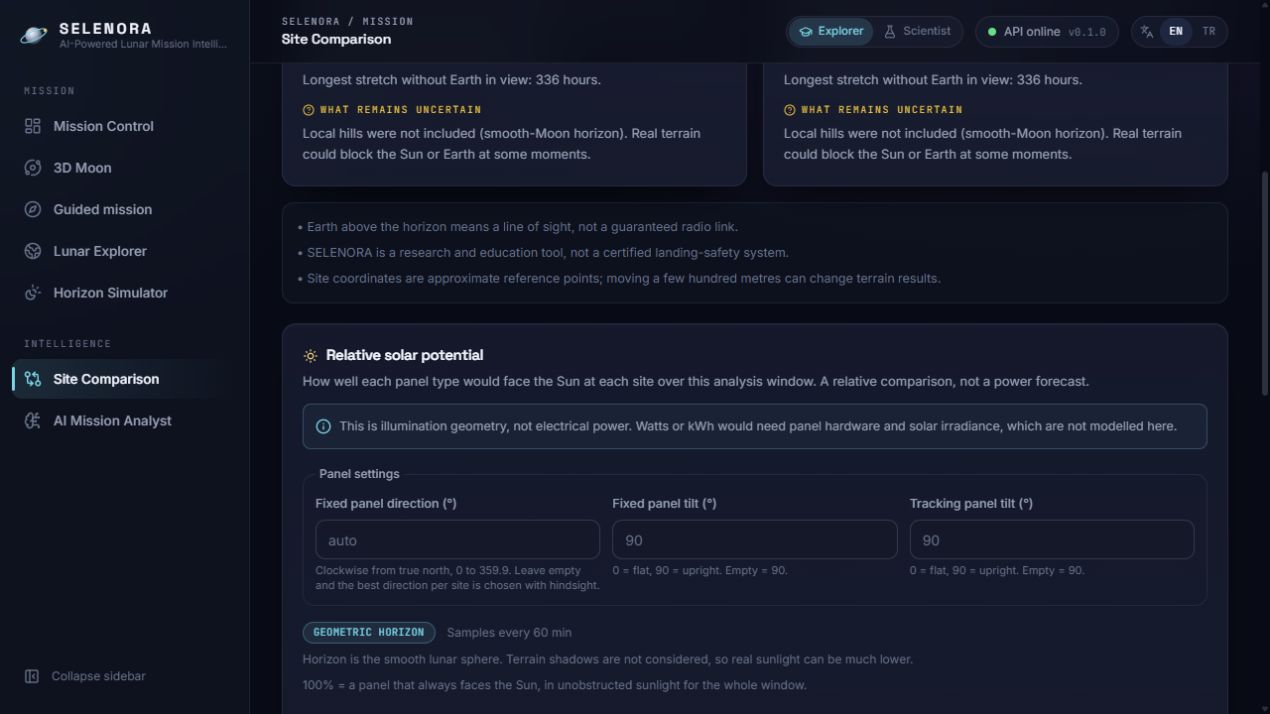 SELENORA
AI-Powered Lunar Mission Intelli...
MISSION
Mission Control
3D Moon
Guided mission
Lunar Explorer
Horizon Simulator
INTELLIGENCE
Site Comparison
AI Mission Analyst
Collapse sidebar
SELENORA / MISSION
Site Comparison
Explorer
Scientist
API online v0.1.0
EN
TR
Longest stretch without Earth in view: 336 hours.
WHAT REMAINS UNCERTAIN
Local hills were not included (smooth-Moon horizon). Real terrain
could block the Sun or Earth at some moments.
Longest stretch without Earth in view: 336 hours.
WHAT REMAINS UNCERTAIN
Local hills were not included (smooth-Moon horizon). Real terrain
could block the Sun or Earth at some moments.
• Earth above the horizon means a line of sight, not a guaranteed radio link.
• SELENORA is a research and education tool, not a certified landing-safety system.
• Site coordinates are approximate reference points; moving a few hundred metres can change terrain results.
Relative solar potential
How well each panel type would face the Sun at each site over this analysis window. A relative comparison, not a power forecast.
This is illumination geometry, not electrical power. Watts or kWh would need panel hardware and solar irradiance, which are not modelled here.
Panel settings
Fixed panel direction (°)
auto
Clockwise from true north, 0 to 359.9. Leave empty
and the best direction per site is chosen with hindsight.
Fixed panel tilt (°)
90
0 = flat, 90 = upright. Empty = 90.
Tracking panel tilt (°)
90
0 = flat, 90 = upright. Empty = 90.
GEOMETRIC HORIZON
Samples every 60 min
Horizon is the smooth lunar sphere. Terrain shadows are not considered, so real sunlight can be much lower.
100% = a panel that always faces the Sun, in unobstructed sunlight for the whole window.